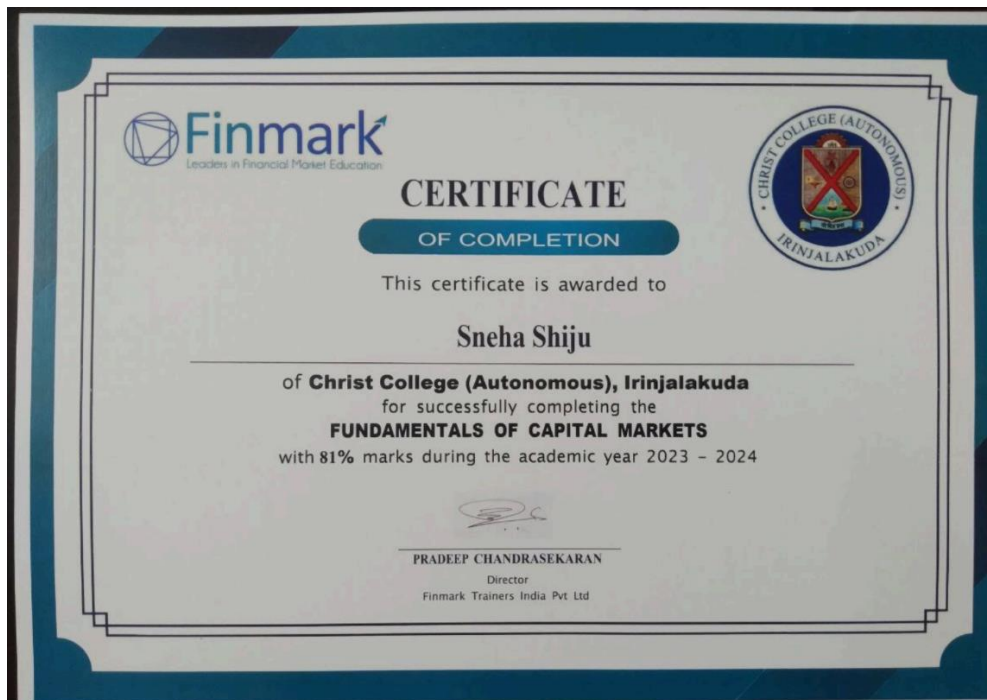 Finmark
Leaders in Financial Market Education
CHRIST COLLEGE (AUTONOMOUS)
IRINJALAKUDA
CERTIFICATE
OF COMPLETION
This certificate is awarded to
Sneha Shiju
of Christ College (Autonomous), Irinjalakuda
for successfully completing the
FUNDAMENTALS OF CAPITAL MARKETS
with 81% marks during the academic year 2023 – 2024
PRADEEP CHANDRASEKARAN
Director
Finmark Trainers India Pvt Ltd